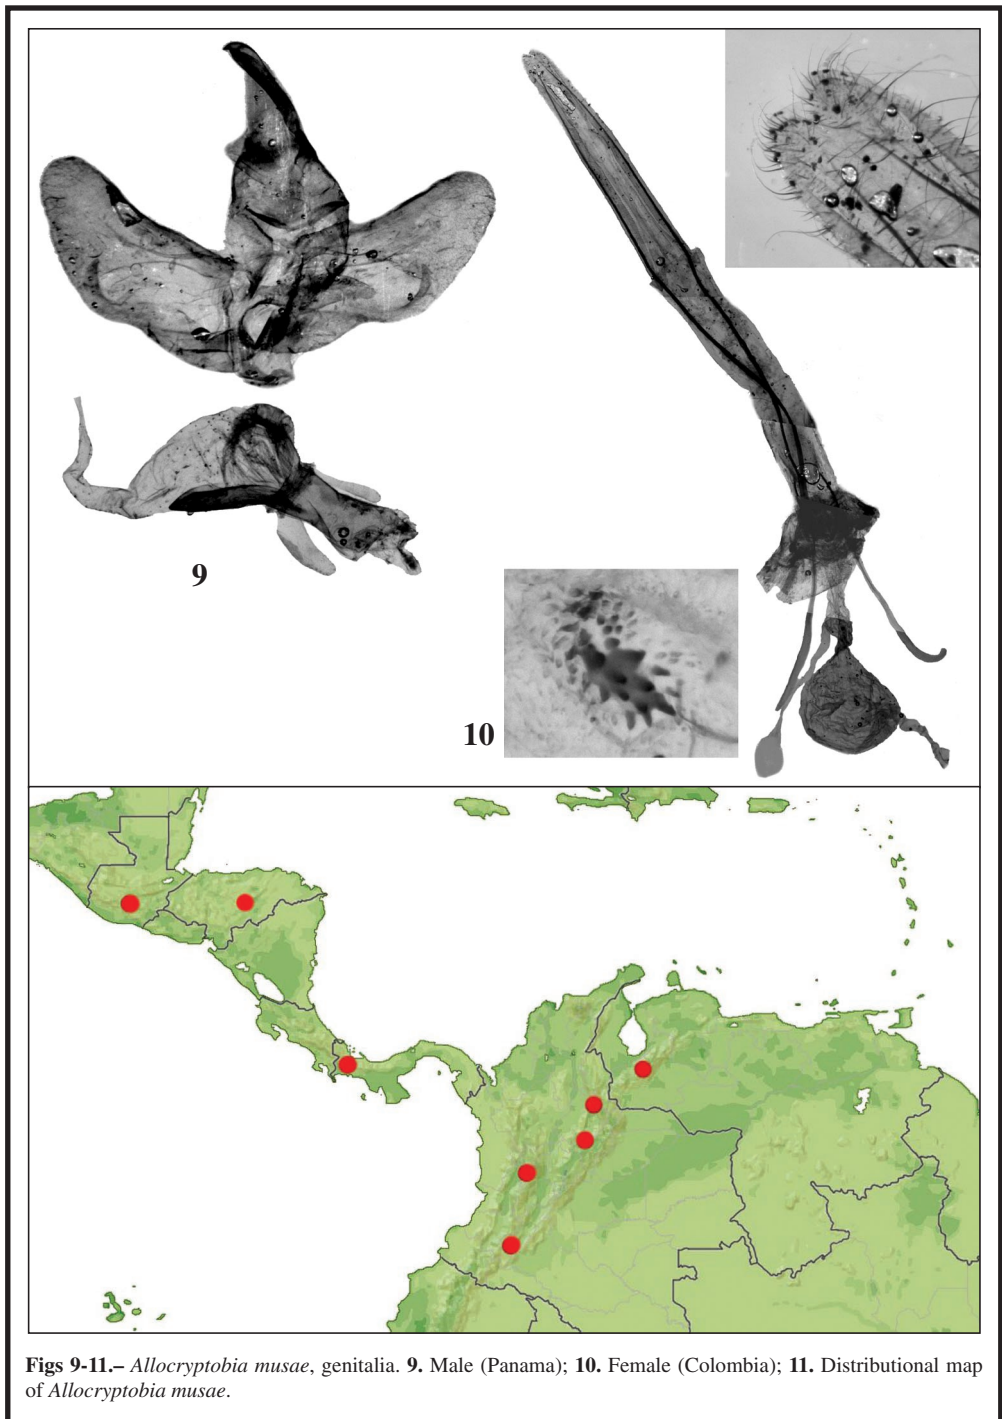 9
10
Figs 9-11.– Allocryptobia musae, genitalia. 9. Male (Panama); 10. Female (Colombia); 11. Distributional map
of Allocryptobia musae.